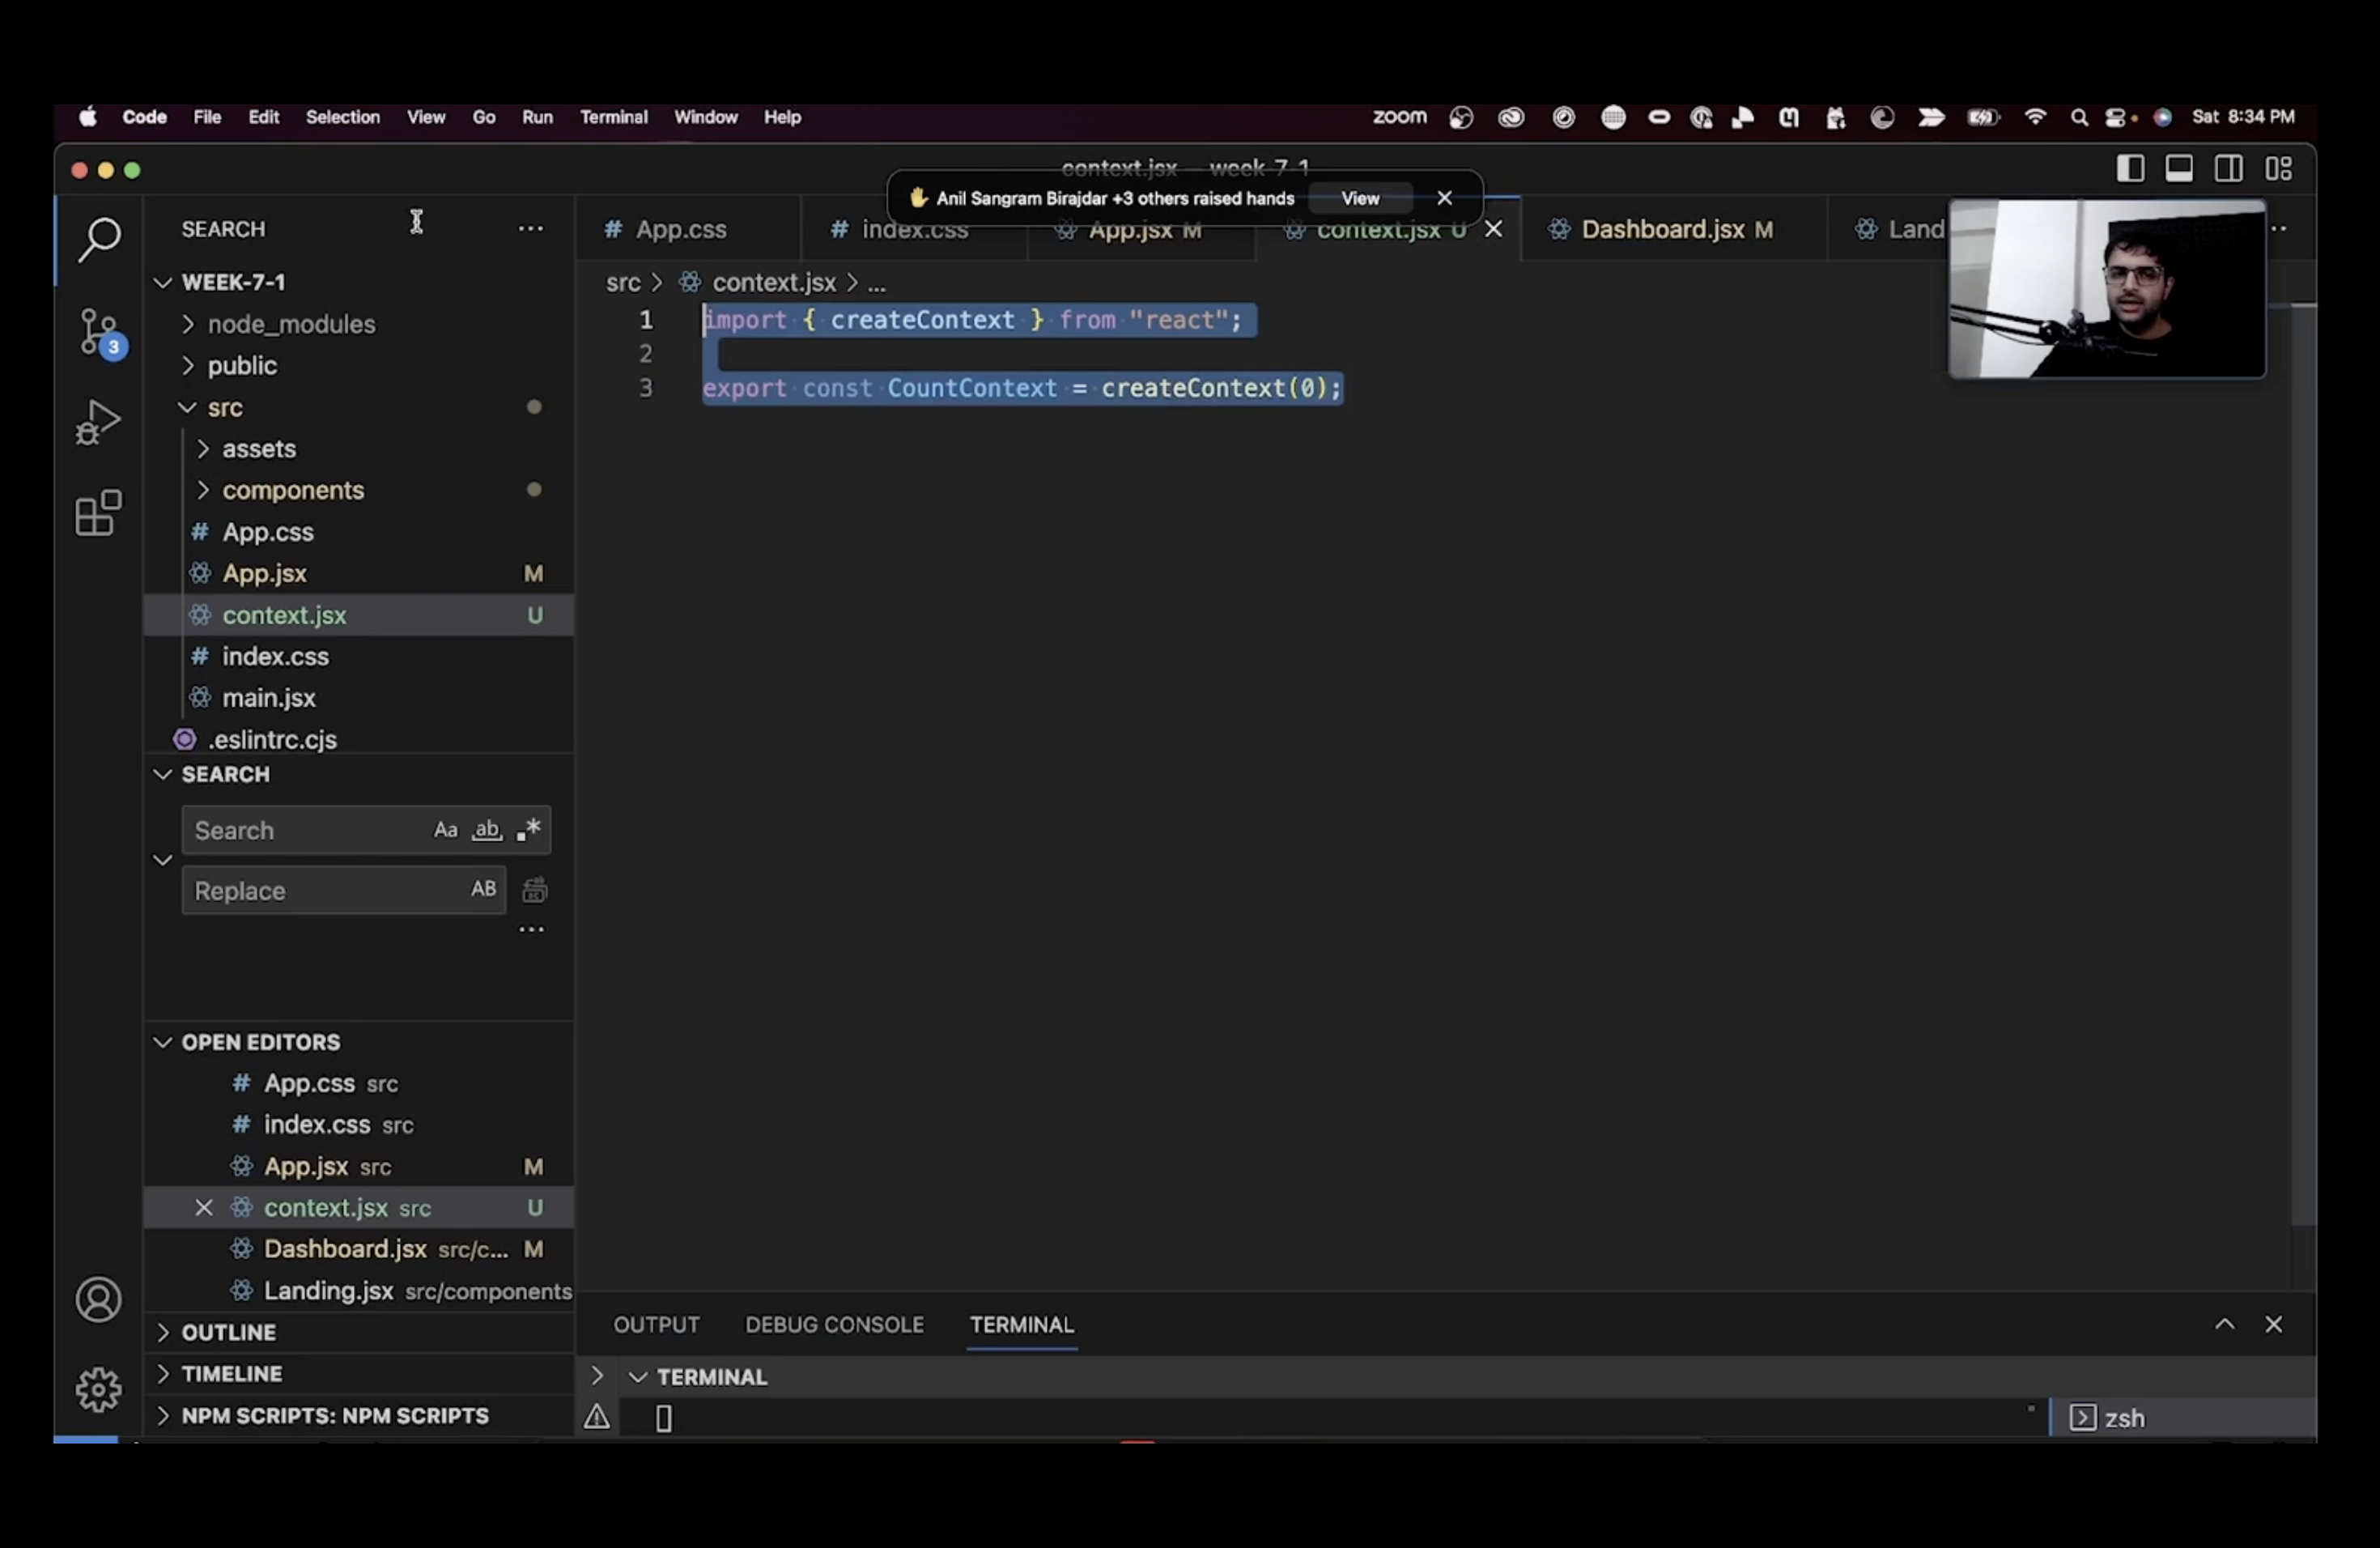 Code File Edit Selection View Go Run Terminal Window Help
zoom Sat 8:34 PM
context.jsx — week-7-1
Anil Sangram Birajdar +3 others raised hands View
SEARCH
# App.css
# index.css
App.jsx M
context.jsx U
Dashboard.jsx M
Land
WEEK-7-1
node_modules
public
src
assets
components
# App.css
App.jsx M
context.jsx U
# index.css
main.jsx
.eslintrc.cjs
src > context.jsx > ...
1 import { createContext } from "react";
2
3 export const CountContext = createContext(0);
3
SEARCH
Search Aa ab
Replace AB
OPEN EDITORS
# App.css src
# index.css src
App.jsx src M
context.jsx src U
Dashboard.jsx src/c... M
Landing.jsx src/components
OUTLINE
TIMELINE
NPM SCRIPTS: NPM SCRIPTS
OUTPUT DEBUG CONSOLE TERMINAL
TERMINAL
zsh